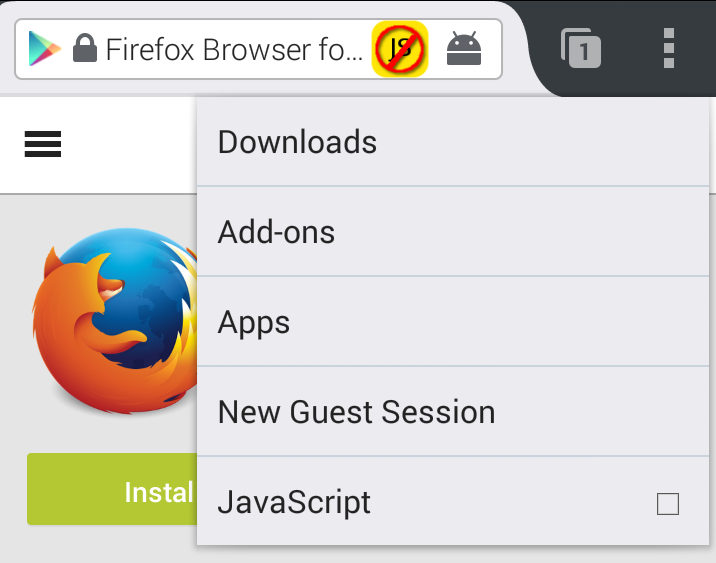 Firefox Browser fo...
JS
1
Downloads
Add-ons
Apps
New Guest Session
JavaScript
Instal